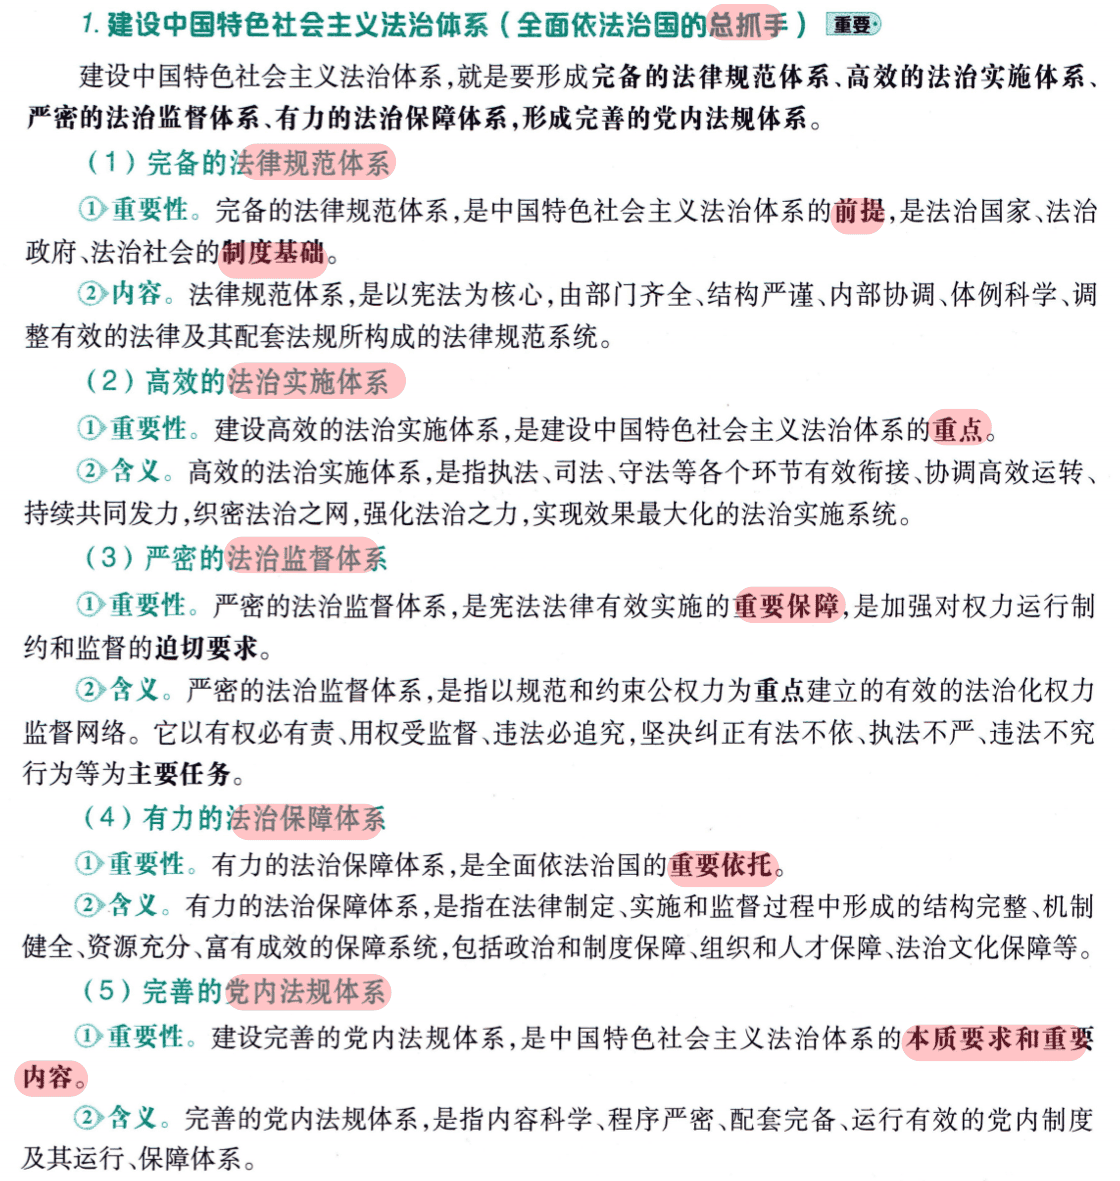 1. 建设中国特色社会主义法治体系（全面依法治国的总抓手） 重要
建设中国特色社会主义法治体系,就是要形成完备的法律规范体系、高效的法治实施体系、
严密的法治监督体系、有力的法治保障体系,形成完善的党内法规体系。
（1）完备的法律规范体系
①重要性。完备的法律规范体系,是中国特色社会主义法治体系的前提,是法治国家、法治
政府、法治社会的制度基础。
②内容。法律规范体系,是以宪法为核心,由部门齐全、结构严谨、内部协调、体例科学、调
整有效的法律及其配套法规所构成的法律规范系统。
（2）高效的法治实施体系
①重要性。建设高效的法治实施体系,是建设中国特色社会主义法治体系的重点。
②含义。高效的法治实施体系,是指执法、司法、守法等各个环节有效衔接、协调高效运转、
持续共同发力,织密法治之网,强化法治之力,实现效果最大化的法治实施系统。
（3）严密的法治监督体系
①重要性。严密的法治监督体系,是宪法法律有效实施的重要保障,是加强对权力运行制
约和监督的迫切要求。
②含义。严密的法治监督体系,是指以规范和约束公权力为重点建立的有效的法治化权力
监督网络。它以有权必有责、用权受监督、违法必追究,坚决纠正有法不依、执法不严、违法不究
行为等为主要任务。
（4）有力的法治保障体系
①重要性。有力的法治保障体系,是全面依法治国的重要依托。
②含义。有力的法治保障体系,是指在法律制定、实施和监督过程中形成的结构完整、机制
健全、资源充分、富有成效的保障系统,包括政治和制度保障、组织和人才保障、法治文化保障等。
（5）完善的党内法规体系
①重要性。建设完善的党内法规体系,是中国特色社会主义法治体系的本质要求和重要
内容。
②含义。完善的党内法规体系,是指内容科学、程序严密、配套完备、运行有效的党内制度
及其运行、保障体系。